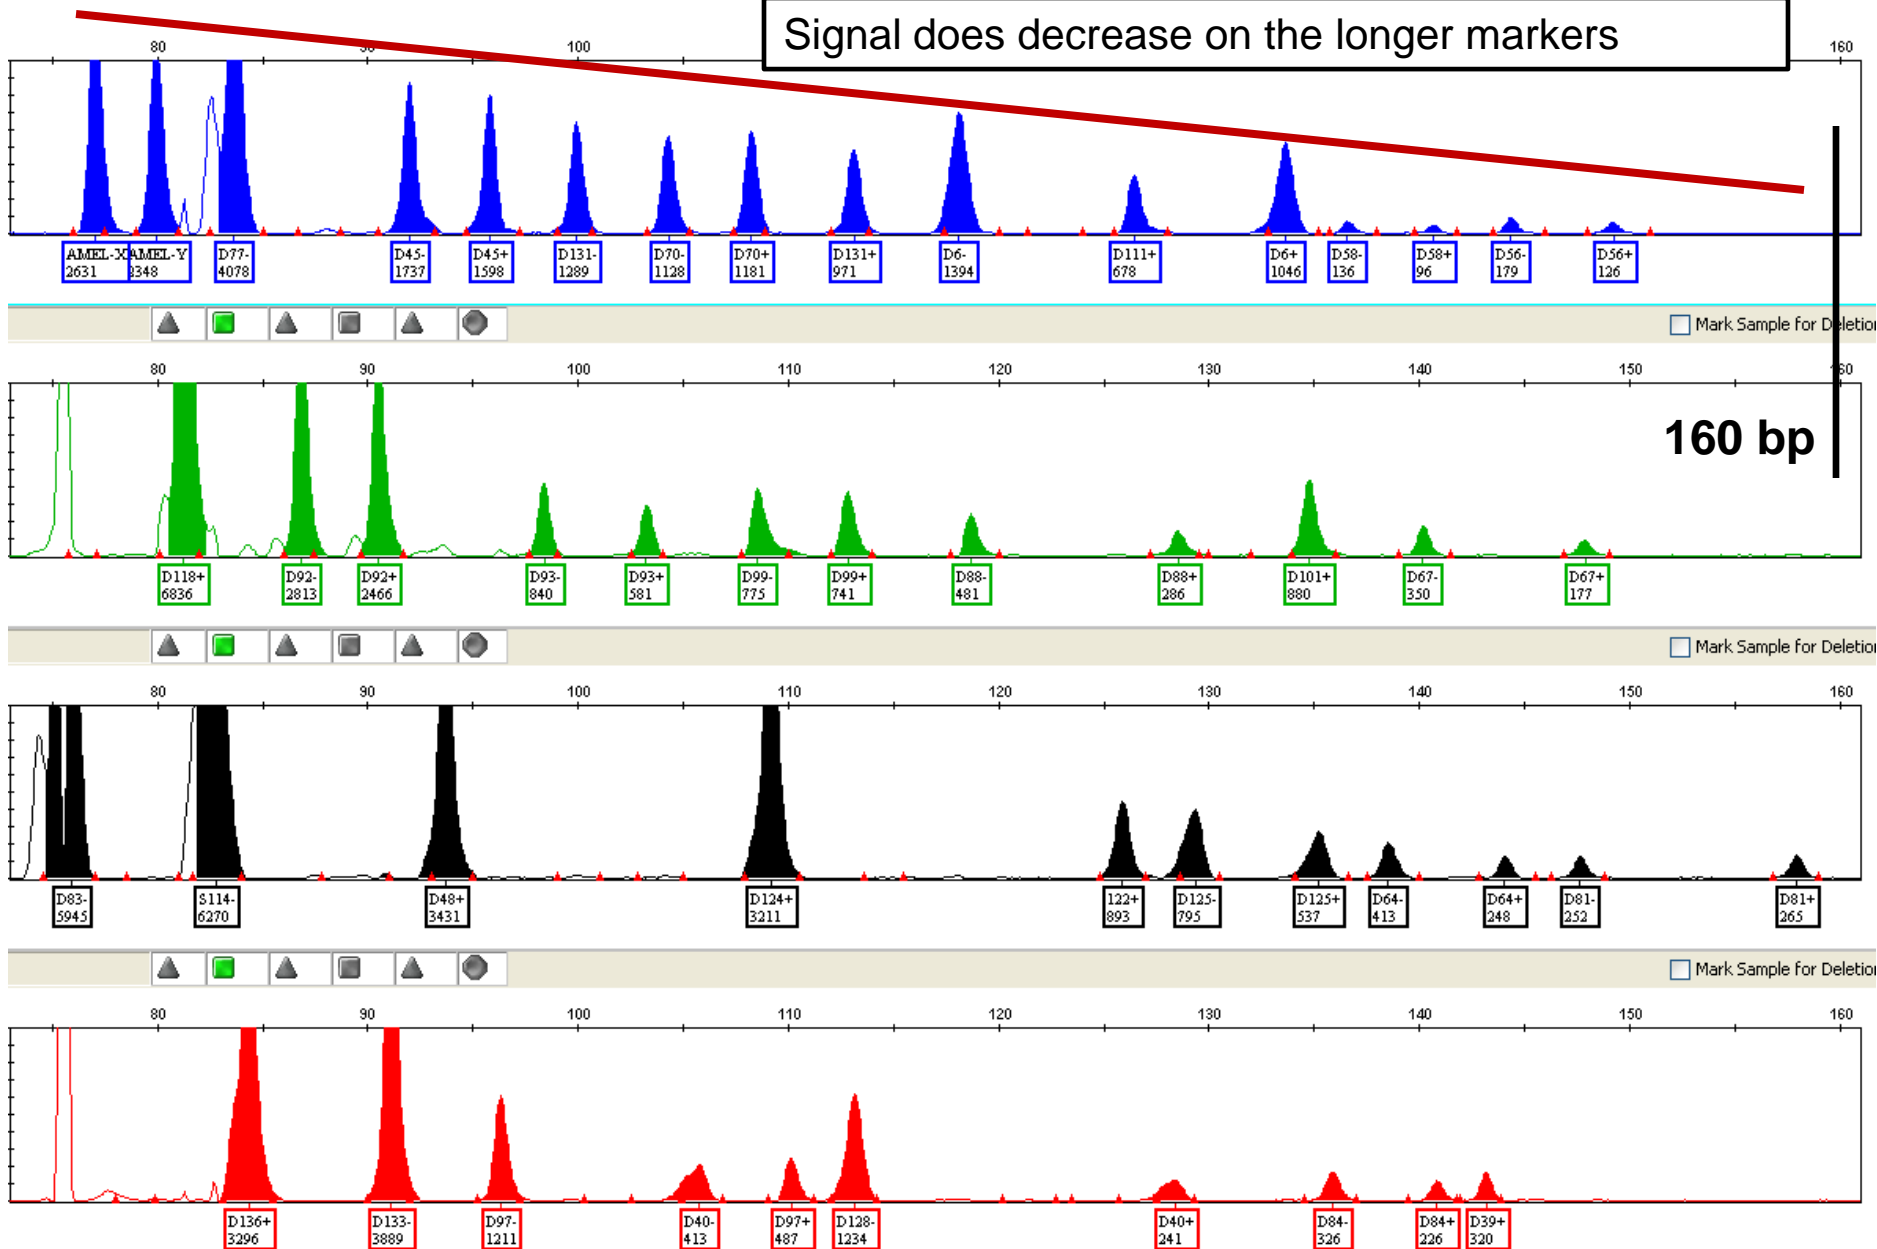 Signal does decrease on the longer markers
80 90 100 160
AMEL-X AMEL-Y D77- D45- D45+ D131- D70- D70+ D131+ D6- D111+ D6+ D58- D58+ D56- D56+
2631 2348 4078 1737 1598 1289 1128 1181 971 1394 678 1046 136 96 179 126
Mark Sample for Deletion
80 90 100 110 120 130 140 150 160
160 bp
D118+ D92- D92+ D93- D93+ D99- D99+ D88- D88+ D101+ D67- D67+
6836 2813 2466 840 581 775 741 481 286 880 350 177
Mark Sample for Deletion
80 90 100 110 120 130 140 150 160
D83- S114- D48+ D124+ 122+ D125- D125+ D64- D64+ D81- D81+
5945 6270 3431 3211 893 795 537 413 248 252 265
Mark Sample for Deletion
80 90 100 110 120 130 140 150 160
D136+ D133- D97- D40- D97+ D128- D40+ D84- D84+ D39+
3296 3889 1211 413 487 1234 241 326 226 320